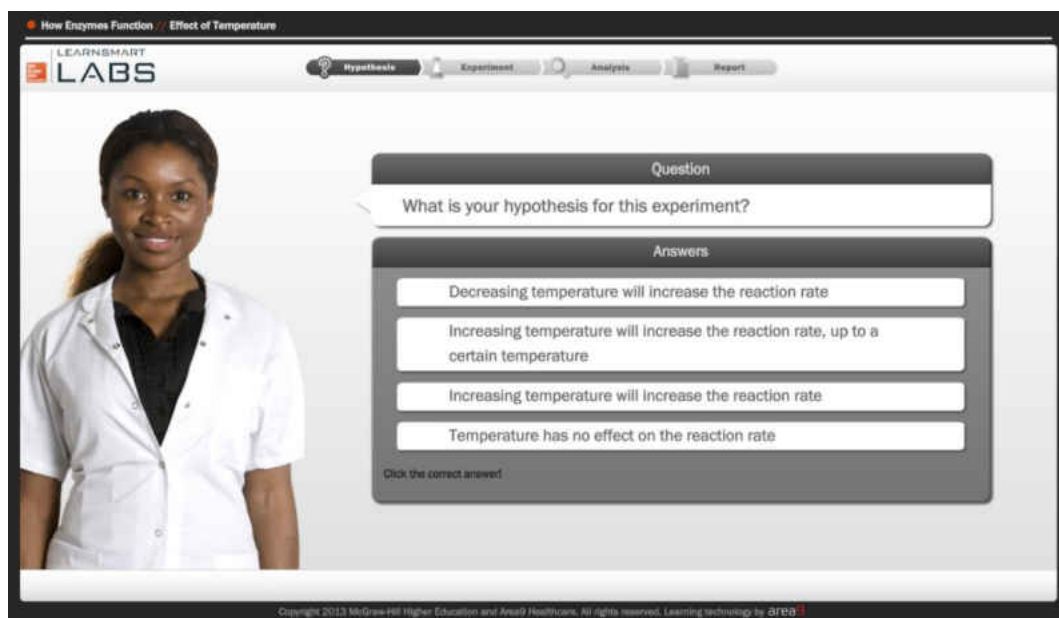 How Enzymes Function // Effect of Temperature
LEARNSMART
LABS
Hypothesis
Experiment
Analysis
Report
Question
What is your hypothesis for this experiment?
Answers
Decreasing temperature will increase the reaction rate
Increasing temperature will increase the reaction rate, up to a
certain temperature
Increasing temperature will increase the reaction rate
Temperature has no effect on the reaction rate
Click the correct answer!
Copyright 2013 McGraw-Hill Higher Education and Area9 Healthcare. All rights reserved. Learning technology by area9